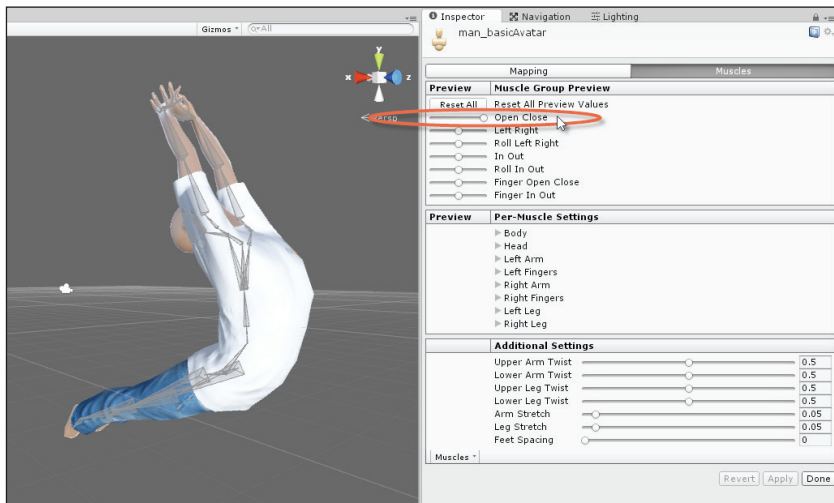 Inspector Navigation Lighting
Gizmos All
man_basicAvatar
y
x z
Persp
Mapping Muscles
Preview Muscle Group Preview
Reset All Reset All Preview Values
Open Close
Left Right
Roll Left Right
In Out
Roll In Out
Finger Open Close
Finger In Out
Preview Per-Muscle Settings
Body
Head
Left Arm
Left Fingers
Right Arm
Right Fingers
Left Leg
Right Leg
Additional Settings
Upper Arm Twist 0.5
Lower Arm Twist 0.5
Upper Leg Twist 0.5
Lower Leg Twist 0.5
Arm Stretch 0.05
Leg Stretch 0.05
Feet Spacing 0
Muscles
Revert Apply Done